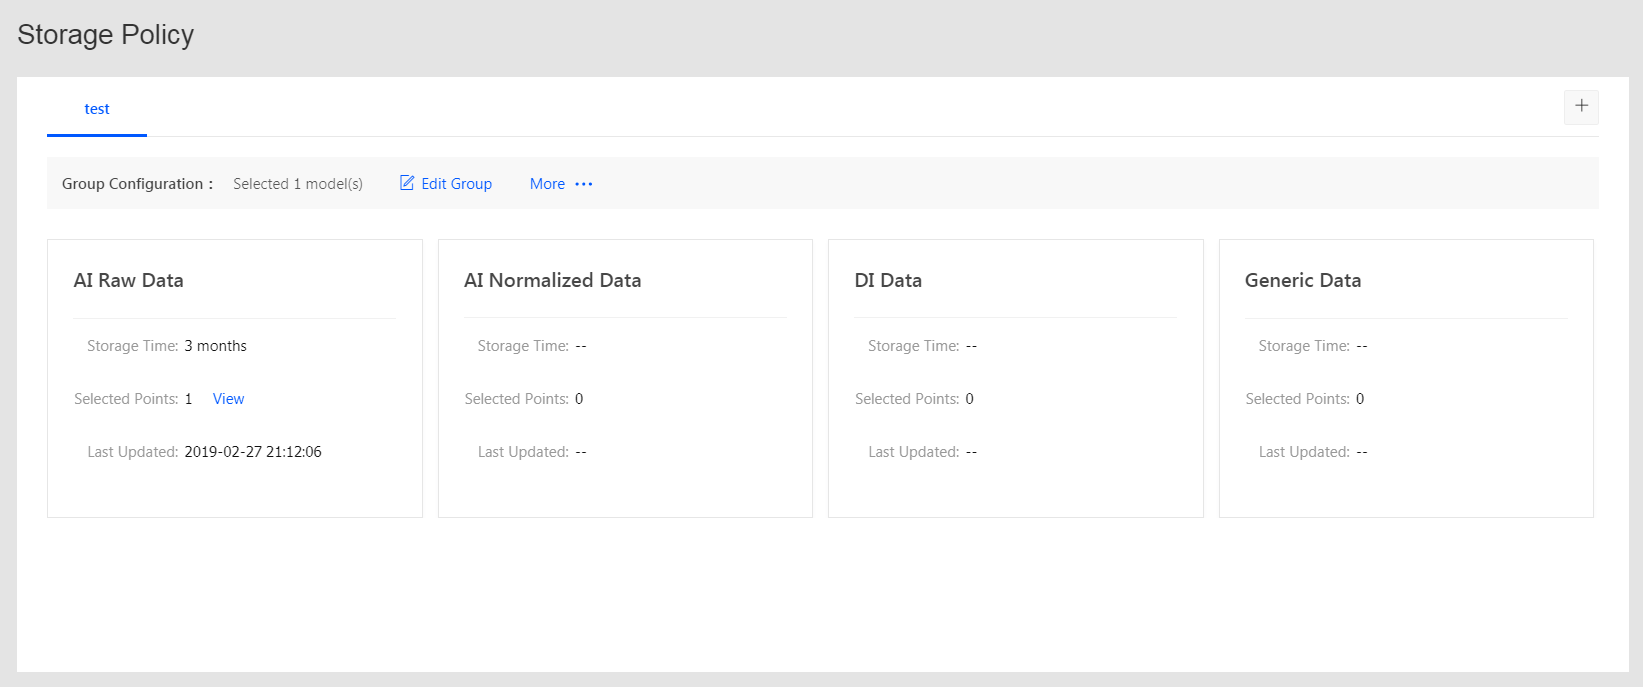 Storage Policy
test
Group Configuration : Selected 1 model(s) Edit Group More ···
AI Raw Data
Storage Time: 3 months
Selected Points: 1 View
Last Updated: 2019-02-27 21:12:06
AI Normalized Data
Storage Time: --
Selected Points: 0
Last Updated: --
DI Data
Storage Time: --
Selected Points: 0
Last Updated: --
Generic Data
Storage Time: --
Selected Points: 0
Last Updated: --